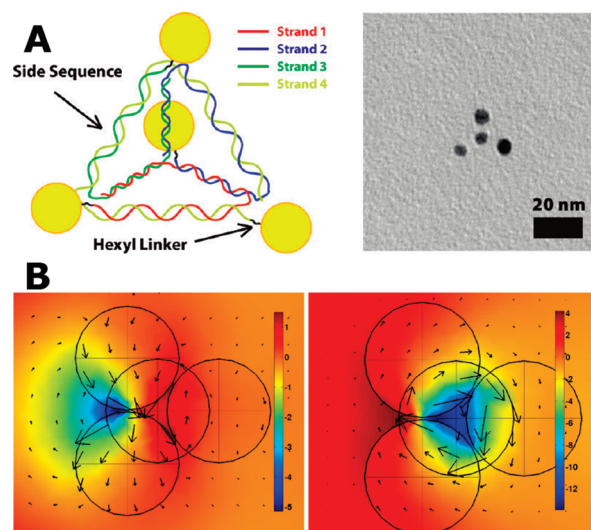 A
Side Sequence
Strand 1
Strand 2
Strand 3
Strand 4
Hexyl Linker
20 nm
B
1
0
-1
-2
-3
-4
-5
4
2
0
-2
-4
-6
-8
-10
-12